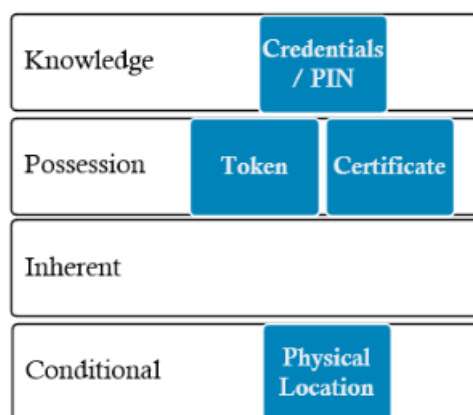 Knowledge
Credentials
/ PIN
Possession
Token
Certificate
Inherent
Conditional
Physical
Location